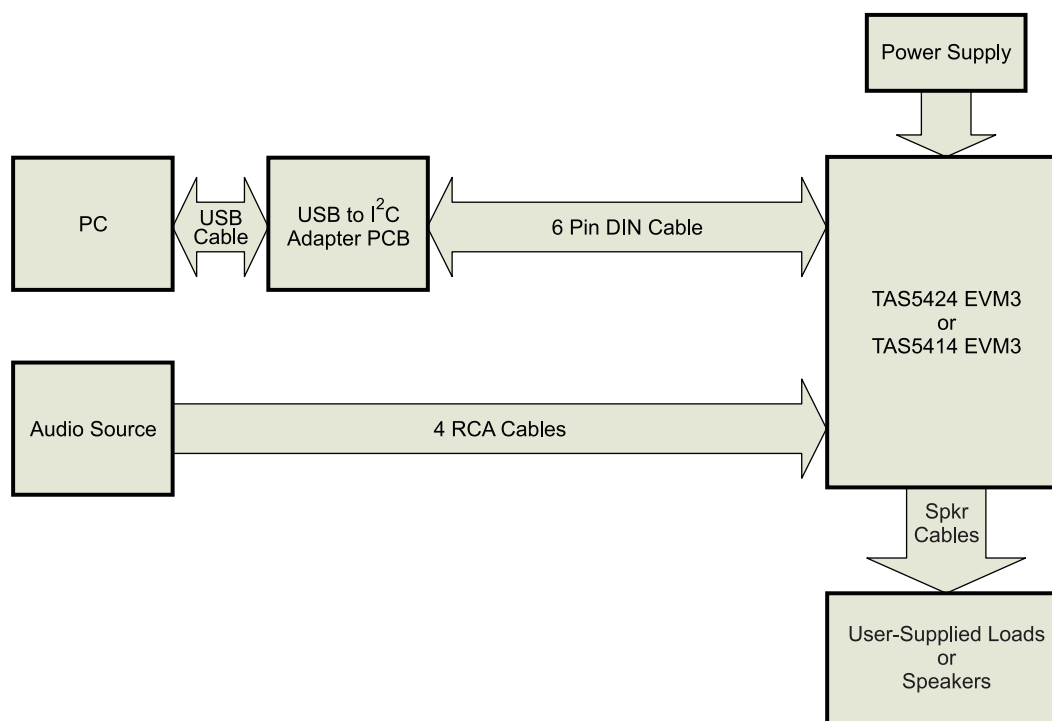 Power Supply
PC
USB
Cable
USB to I²C
Adapter PCB
6 Pin DIN Cable
TAS5424 EVM3
or
TAS5414 EVM3
Audio Source
4 RCA Cables
Spkr
Cables
User-Supplied Loads
or
Speakers